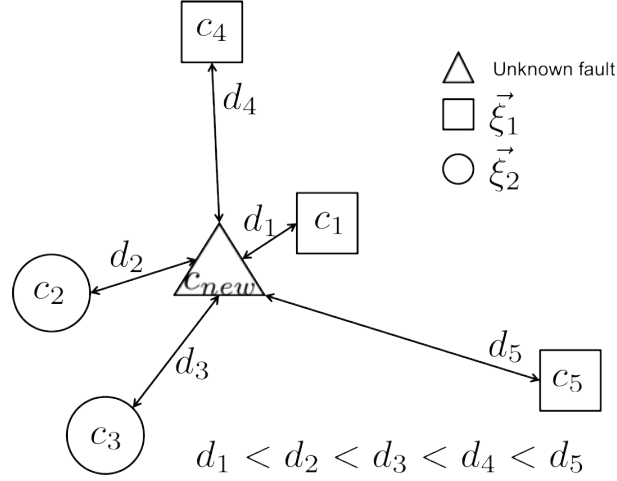 c₄
Unknown fault
d₄
ξ⃗₁
ξ⃗₂
d₁
c₁
d₂
c_new
c₂
d₃
d₅
c₅
c₃
d₁ < d₂ < d₃ < d₄ < d₅